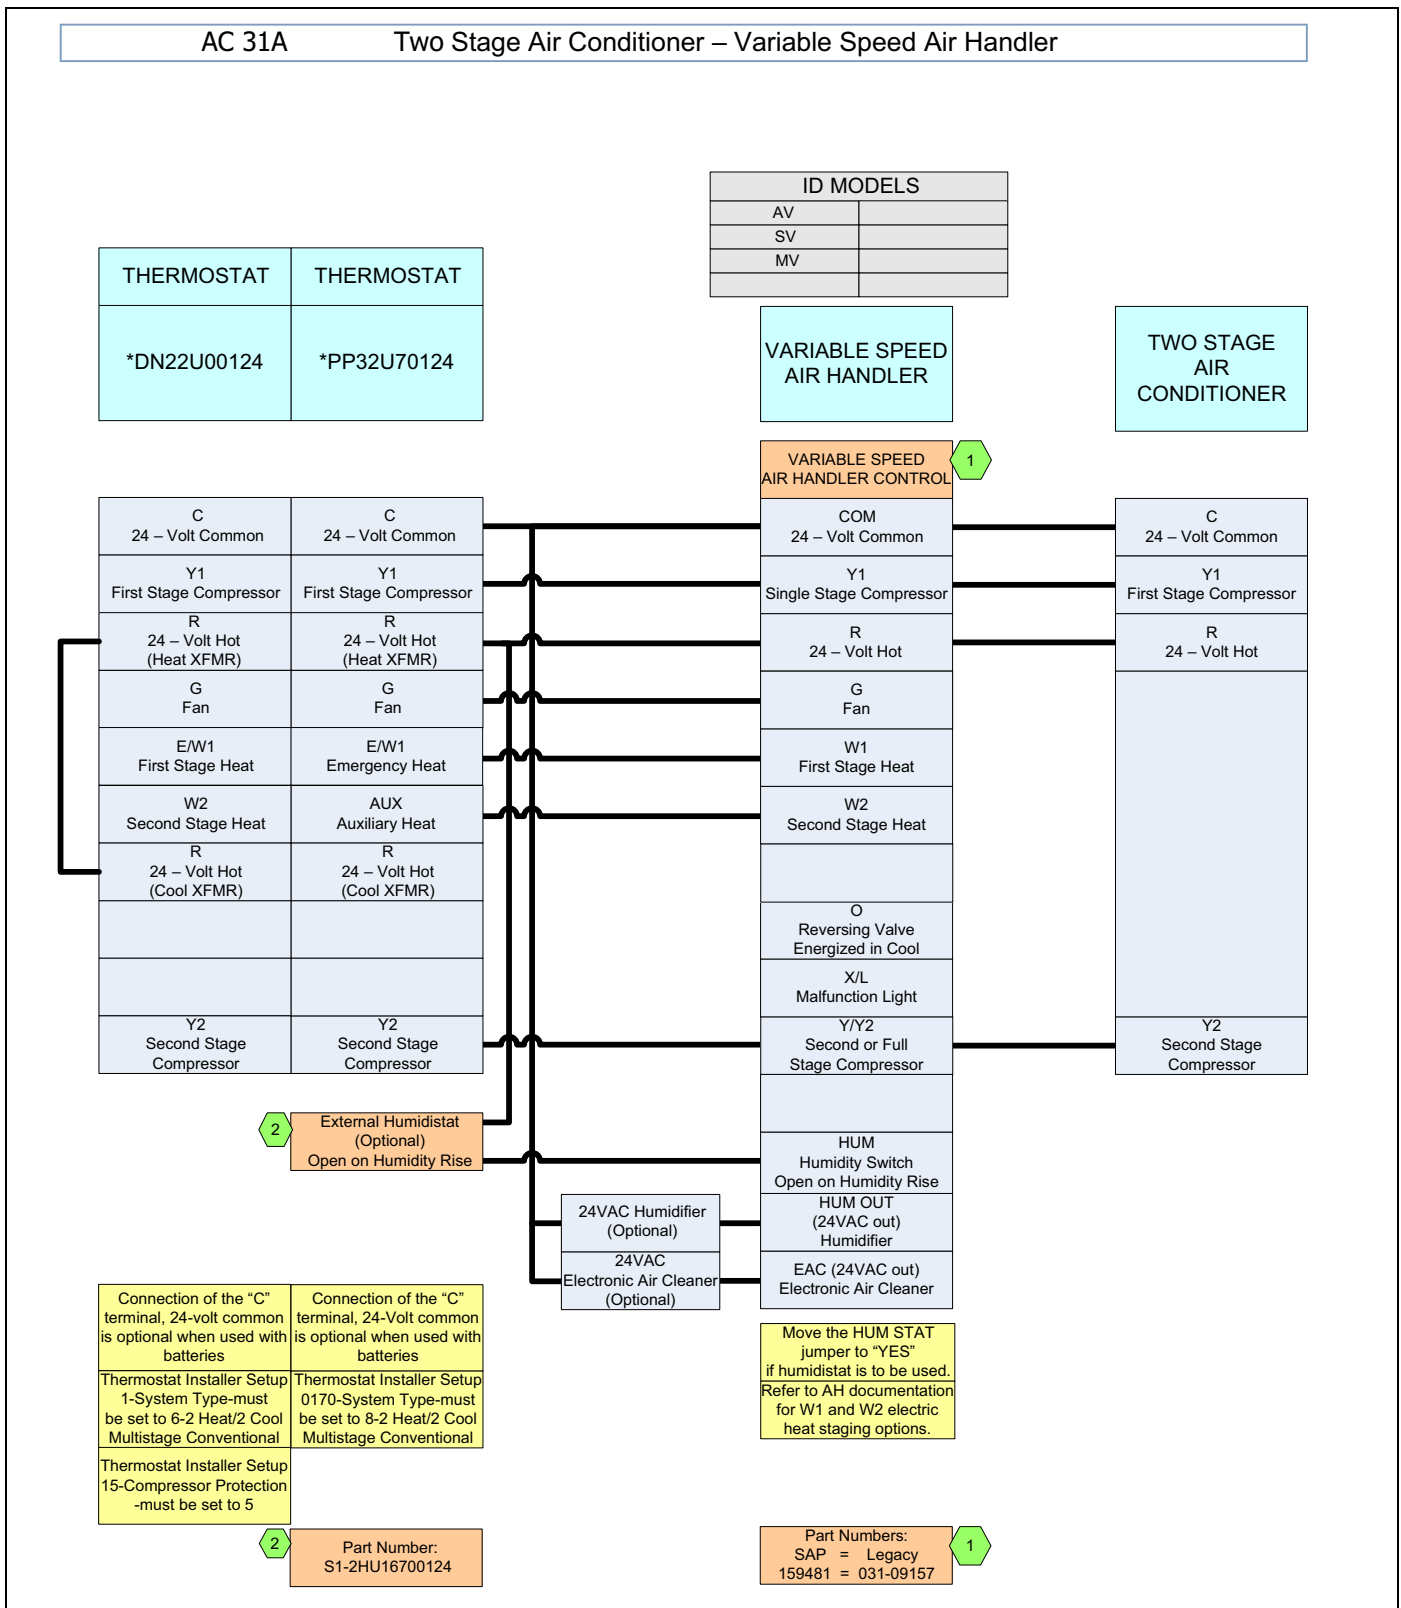 AC 31A Two Stage Air Conditioner – Variable Speed Air Handler
ID MODELS
AV
SV
MV
THERMOSTAT
*DN22U00124
THERMOSTAT
*PP32U70124
VARIABLE SPEED
AIR HANDLER
TWO STAGE
AIR
CONDITIONER
VARIABLE SPEED
AIR HANDLER CONTROL
1
C
24 – Volt Common
Y1
First Stage Compressor
R
24 – Volt Hot
(Heat XFMR)
G
Fan
E/W1
First Stage Heat
W2
Second Stage Heat
R
24 – Volt Hot
(Cool XFMR)
Y2
Second Stage
Compressor
C
24 – Volt Common
Y1
First Stage Compressor
R
24 – Volt Hot
(Heat XFMR)
G
Fan
E/W1
Emergency Heat
AUX
Auxiliary Heat
R
24 – Volt Hot
(Cool XFMR)
Y2
Second Stage
Compressor
2
External Humidistat
(Optional)
Open on Humidity Rise
24VAC Humidifier
(Optional)
24VAC
Electronic Air Cleaner
(Optional)
COM
24 – Volt Common
Y1
Single Stage Compressor
R
24 – Volt Hot
G
Fan
W1
First Stage Heat
W2
Second Stage Heat
O
Reversing Valve
Energized in Cool
X/L
Malfunction Light
Y/Y2
Second or Full
Stage Compressor
HUM
Humidity Switch
Open on Humidity Rise
HUM OUT
(24VAC out)
Humidifier
EAC (24VAC out)
Electronic Air Cleaner
C
24 – Volt Common
Y1
First Stage Compressor
R
24 – Volt Hot
Y2
Second Stage
Compressor
Connection of the “C”
terminal, 24-volt common
is optional when used with
batteries
Thermostat Installer Setup
1-System Type-must
be set to 6-2 Heat/2 Cool
Multistage Conventional
Thermostat Installer Setup
15-Compressor Protection
-must be set to 5
Connection of the “C”
terminal, 24-Volt common
is optional when used with
batteries
Thermostat Installer Setup
0170-System Type-must
be set to 8-2 Heat/2 Cool
Multistage Conventional
Move the HUM STAT
jumper to “YES”
if humidistat is to be used.
Refer to AH documentation
for W1 and W2 electric
heat staging options.
2
Part Number:
S1-2HU16700124
Part Numbers:
SAP = Legacy
159481 = 031-09157
1